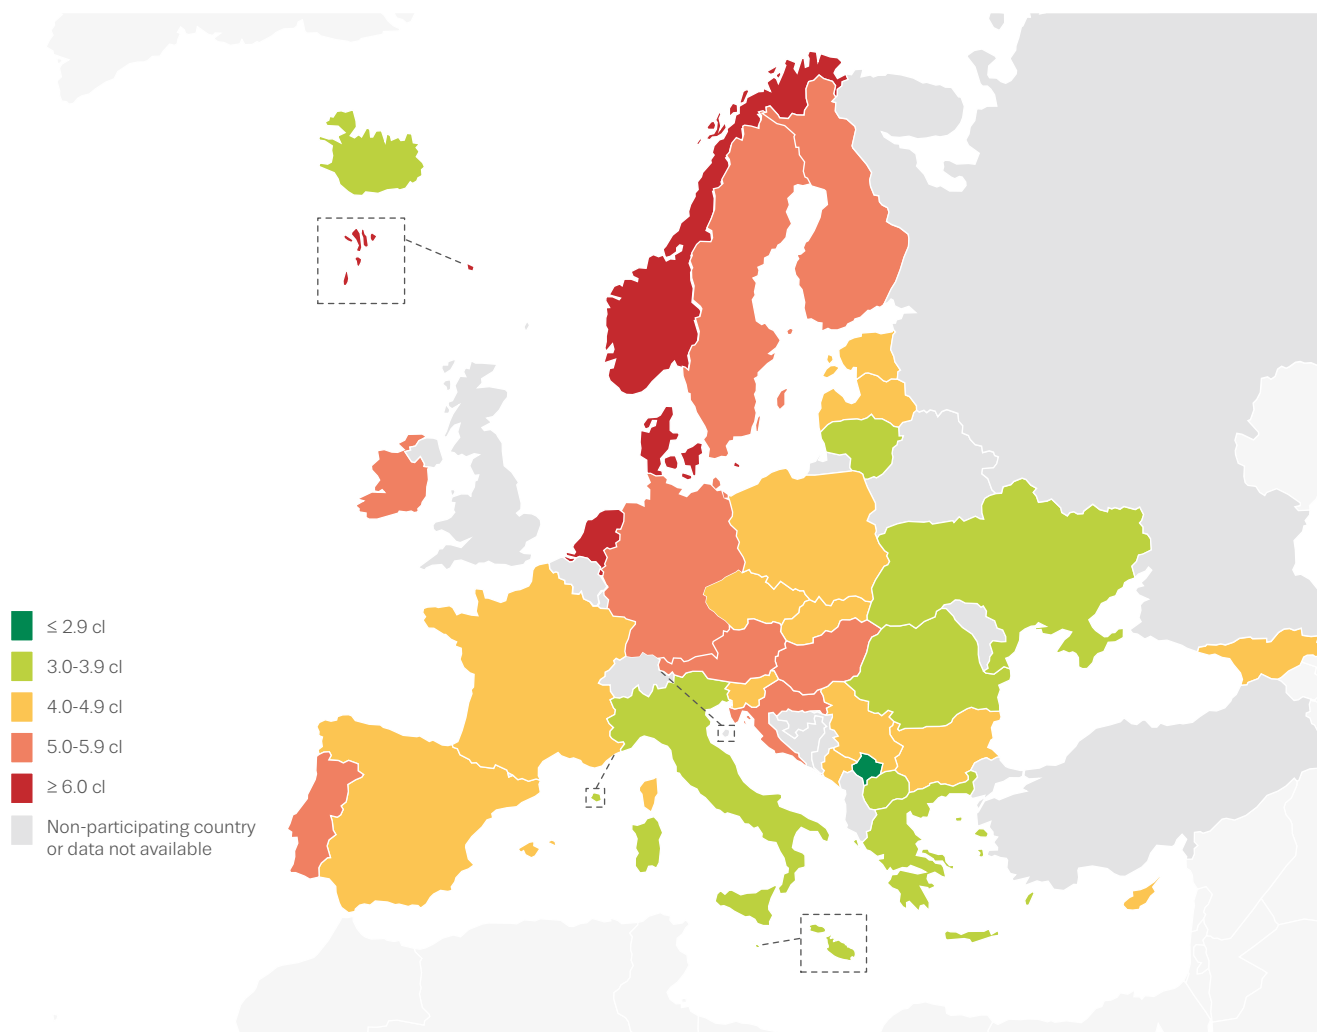 ≤ 2.9 cl
3.0-3.9 cl
4.0-4.9 cl
5.0-5.9 cl
≥ 6.0 cl
Non-participating country
or data not available